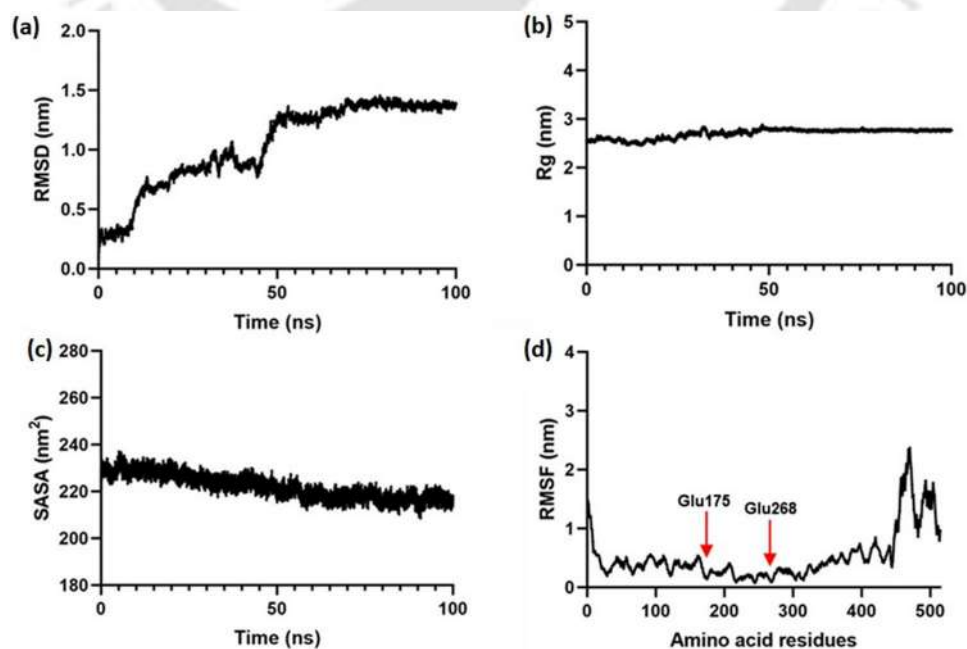 (a)
2.0
1.5
1.0
0.5
0.0
RMSD (nm)
0
50
100
Time (ns)
(b)
5
4
3
2
1
0
Rg (nm)
0
50
100
Time (ns)
(c)
280
260
240
220
200
180
SASA (nm²)
0
50
100
Time (ns)
(d)
4
3
2
1
0
RMSF (nm)
Glu175
Glu268
0
100
200
300
400
500
Amino acid residues